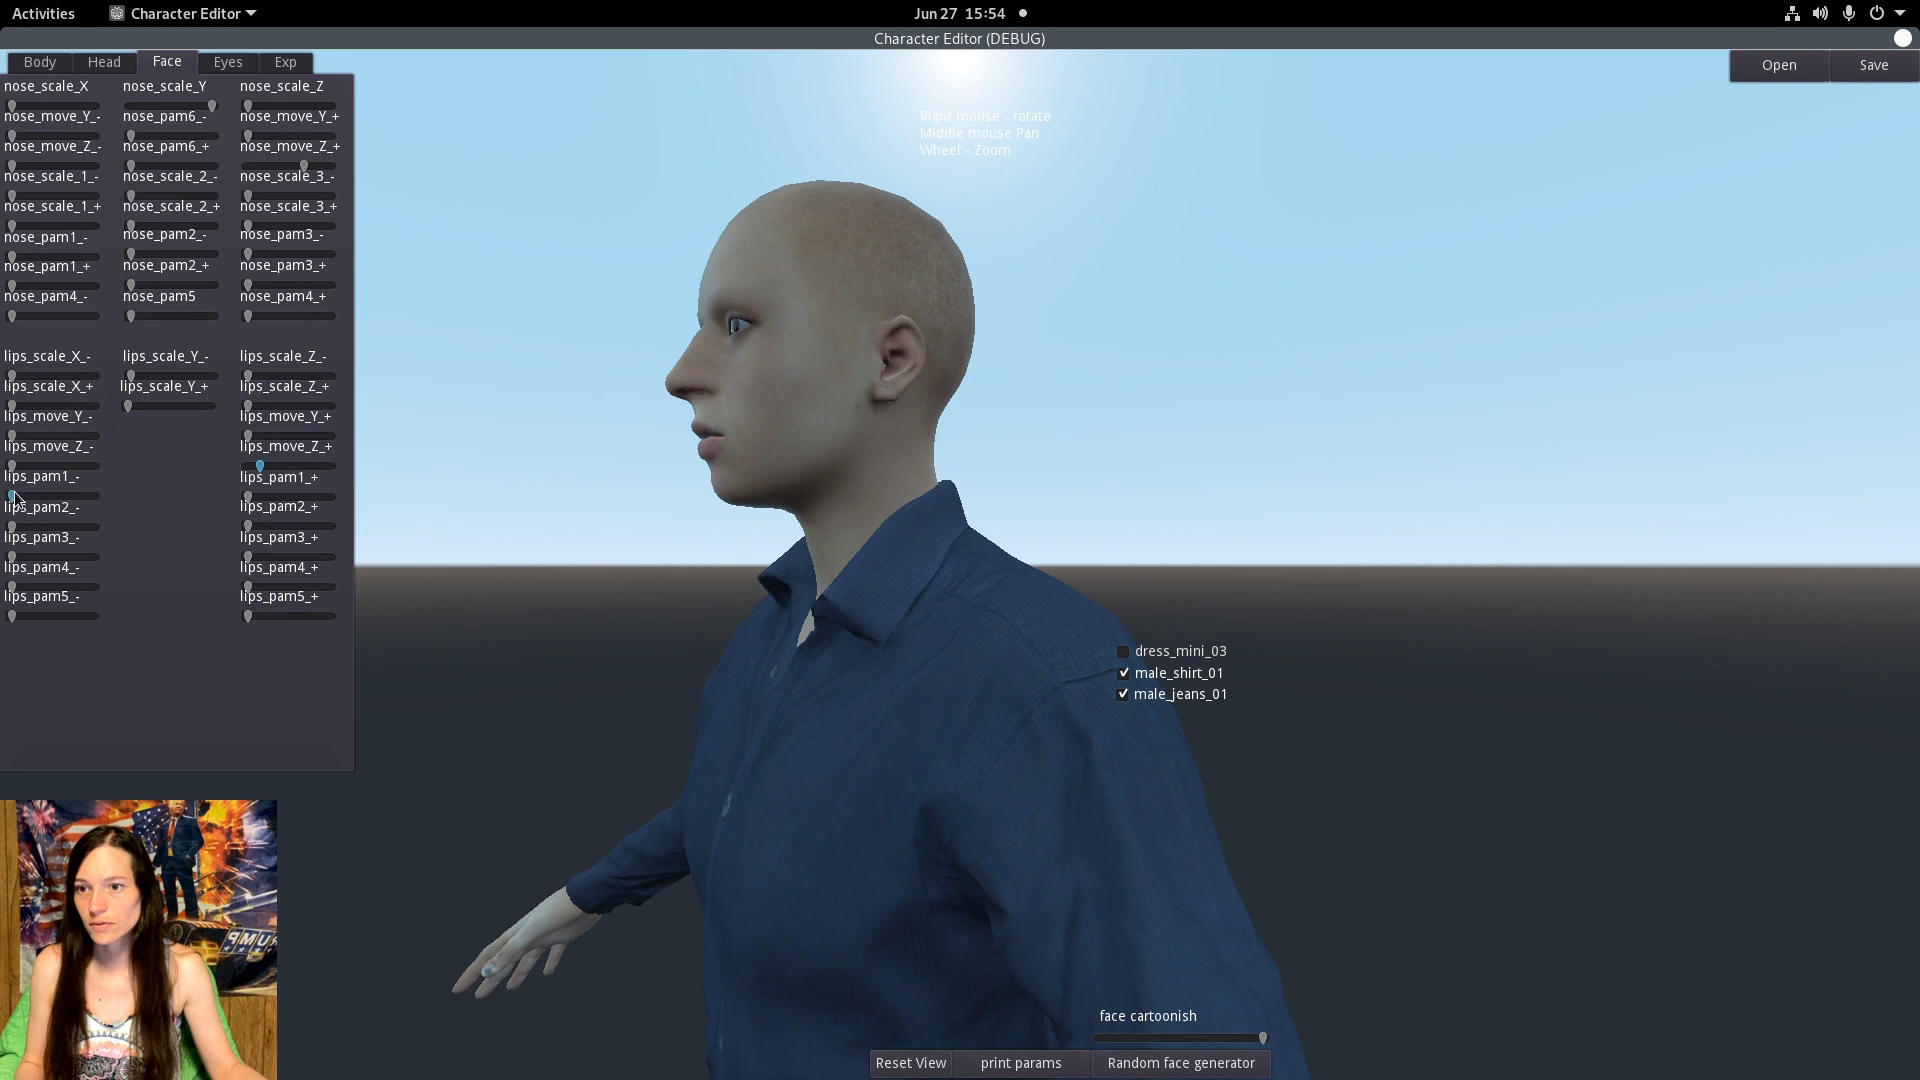 Activities Character Editor Jun 27 15:54
Character Editor (DEBUG)
Body Head Face Eyes Exp Open Save
nose_scale_X nose_scale_Y nose_scale_Z
nose_move_Y_- nose_pam6_- nose_move_Y_+
nose_move_Z_- nose_pam6_+ nose_move_Z_+
nose_scale_1_- nose_scale_2_- nose_scale_3_-
nose_scale_1_+ nose_scale_2_+ nose_scale_3_+
nose_pam1_- nose_pam2_- nose_pam3_-
nose_pam1_+ nose_pam2_+ nose_pam3_+
nose_pam4_- nose_pam5 nose_pam4_+
lips_scale_X_- lips_scale_Y_- lips_scale_Z_-
lips_scale_X_+ lips_scale_Y_+ lips_scale_Z_+
lips_move_Y_- lips_move_Y_+
lips_move_Z_- lips_move_Z_+
lips_pam1_- lips_pam1_+
lips_pam2_- lips_pam2_+
lips_pam3_- lips_pam3_+
lips_pam4_- lips_pam4_+
lips_pam5_- lips_pam5_+
Right mouse - rotate
Middle mouse Pan
Wheel - Zoom
dress_mini_03
male_shirt_01
male_jeans_01
TRUMP
face cartoonish
Reset View print params Random face generator